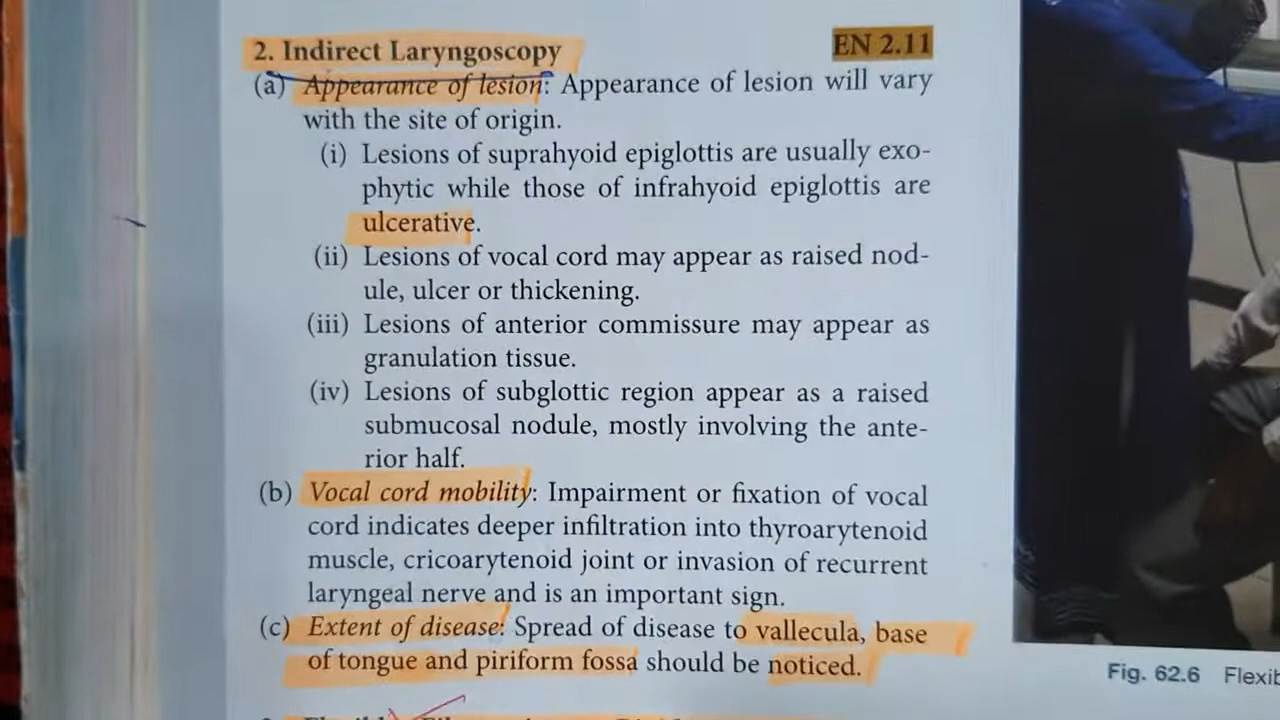 2. Indirect Laryngoscopy EN 2.11
(a) Appearance of lesion: Appearance of lesion will vary
with the site of origin.
(i) Lesions of suprahyoid epiglottis are usually exo-
phytic while those of infrahyoid epiglottis are
ulcerative.
(ii) Lesions of vocal cord may appear as raised nod-
ule, ulcer or thickening.
(iii) Lesions of anterior commissure may appear as
granulation tissue.
(iv) Lesions of subglottic region appear as a raised
submucosal nodule, mostly involving the ante-
rior half.
(b) Vocal cord mobility: Impairment or fixation of vocal
cord indicates deeper infiltration into thyroarytenoid
muscle, cricoarytenoid joint or invasion of recurrent
laryngeal nerve and is an important sign.
(c) Extent of disease: Spread of disease to vallecula, base
of tongue and piriform fossa should be noticed.
Fig. 62.6